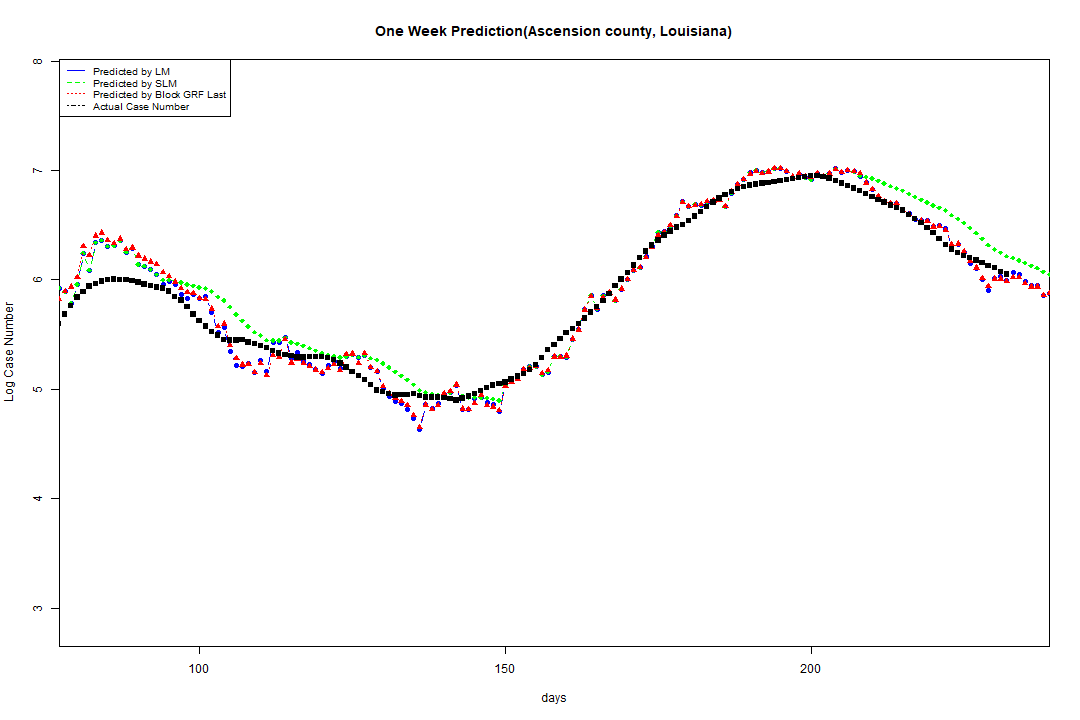 One Week Prediction(Ascension county, Louisiana)
8
Predicted by LM
Predicted by SLM
Predicted by Block GRF Last
Actual Case Number
7
6
5
4
3
Log Case Number
100
150
200
days